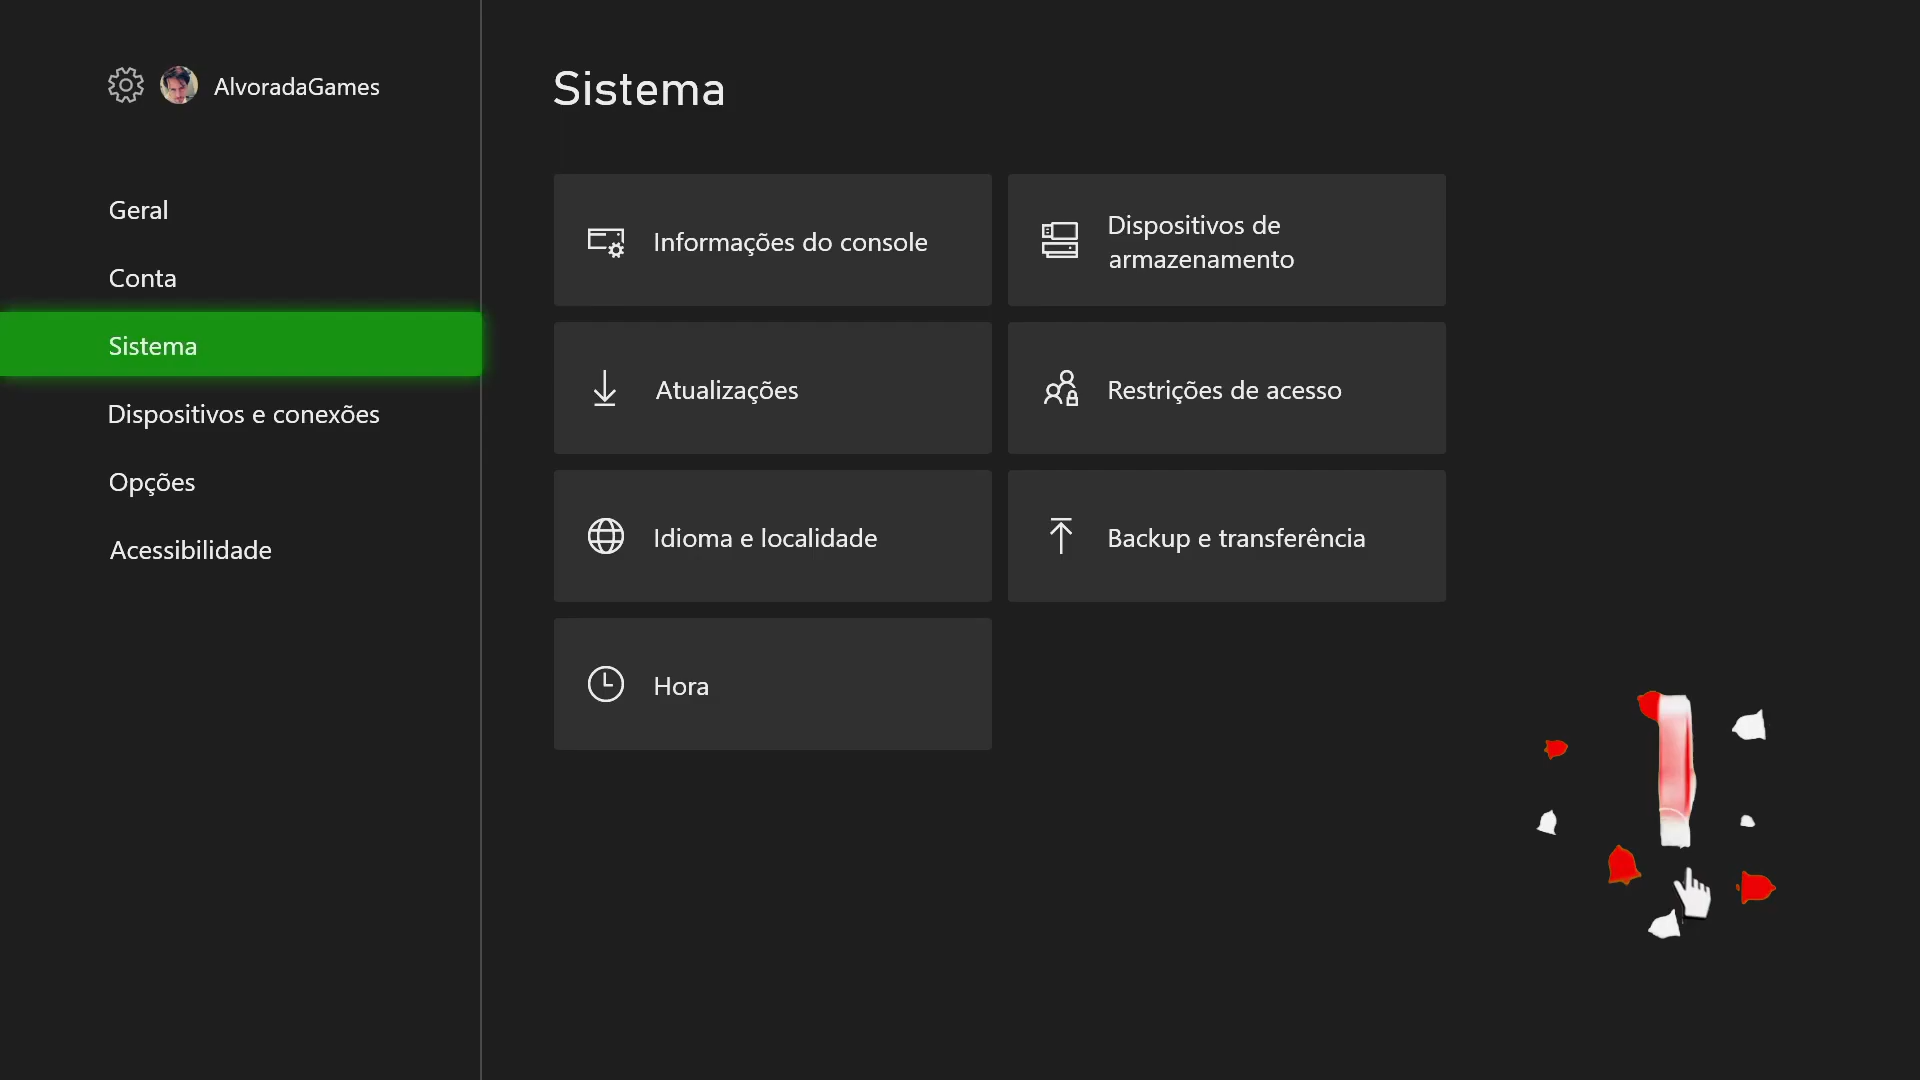 AlvoradaGames
Geral
Conta
Sistema
Dispositivos e conexões
Opções
Acessibilidade
Sistema
Informações do console
Dispositivos de
armazenamento
Atualizações
Restrições de acesso
Idioma e localidade
Backup e transferência
Hora